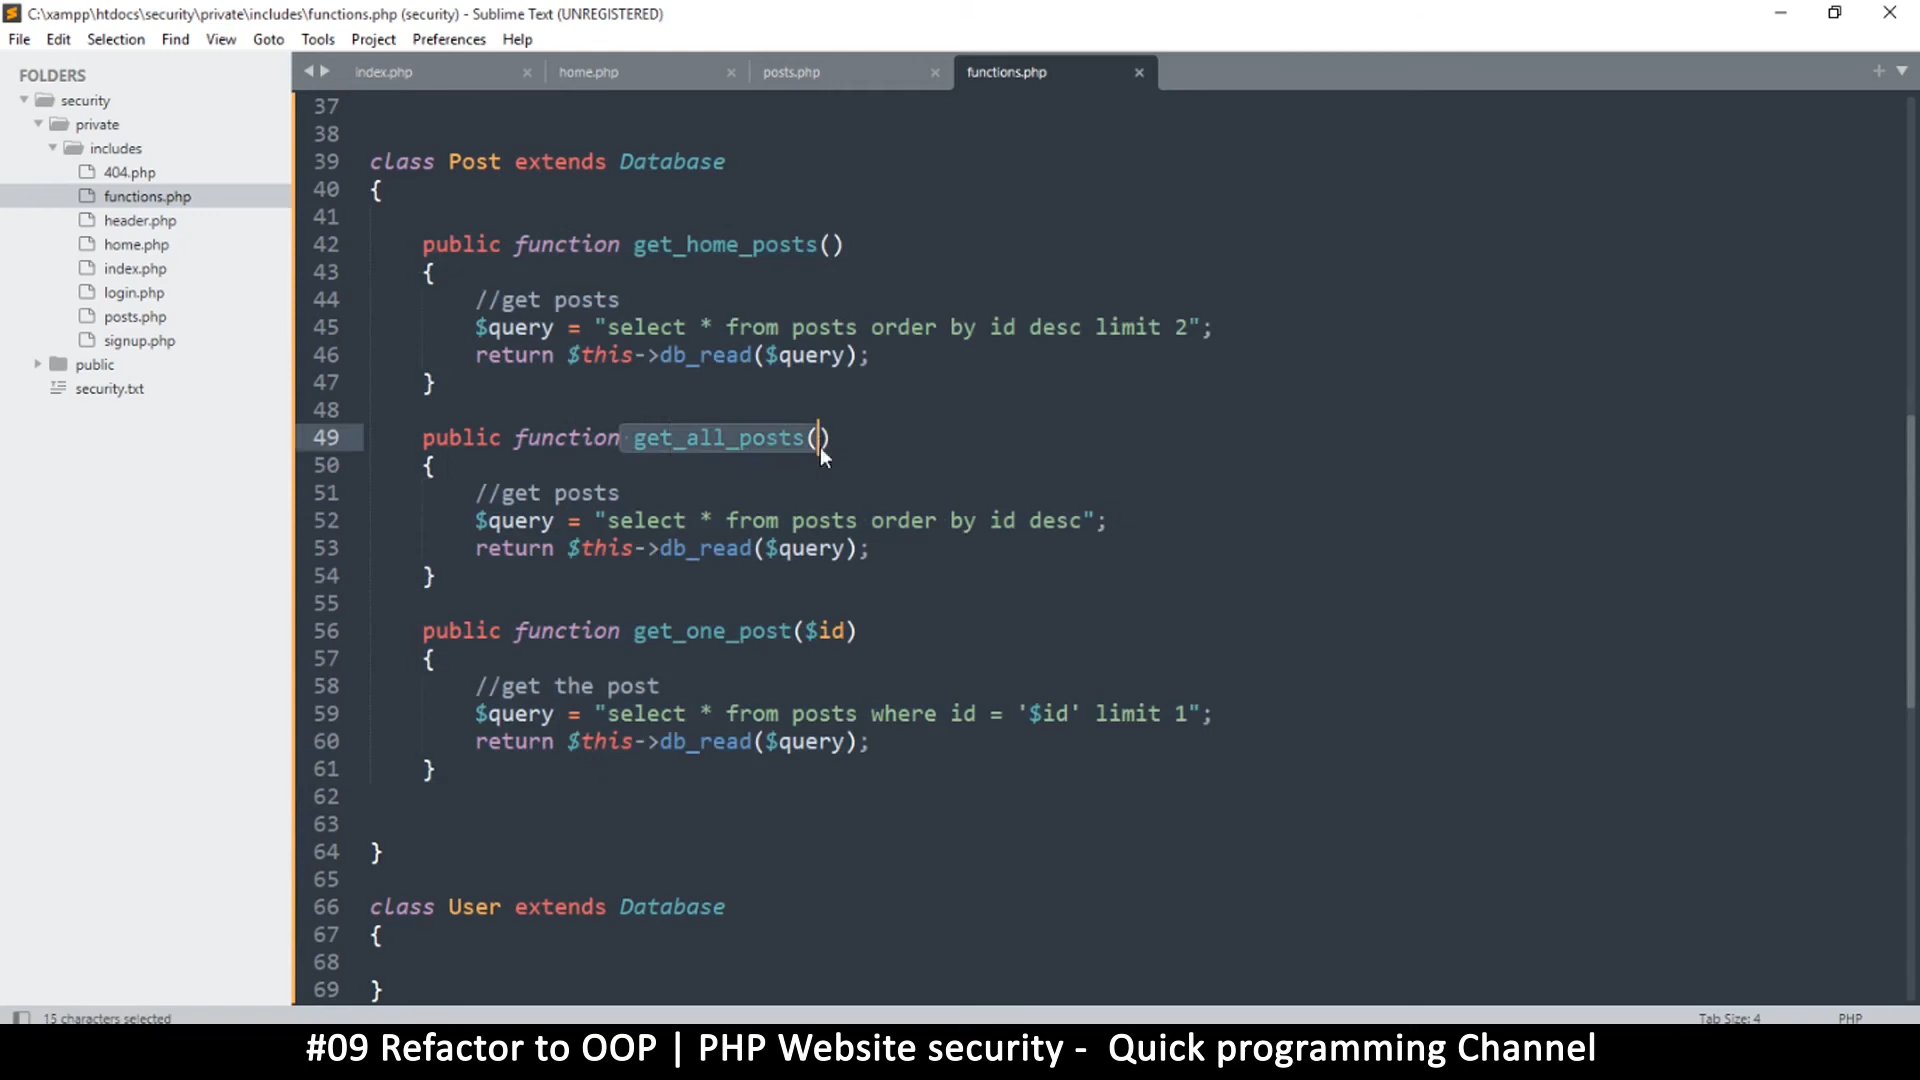 C:\xampp\htdocs\security\private\includes\functions.php (security) - Sublime Text (UNREGISTERED)
File Edit Selection Find View Goto Tools Project Preferences Help
FOLDERS
security
private
includes
404.php
functions.php
header.php
home.php
index.php
login.php
posts.php
signup.php
public
security.txt
index.php home.php posts.php functions.php
37
38
39 class Post extends Database
40 {
41
42 public function get_home_posts()
43 {
44 //get posts
45 $query = "select * from posts order by id desc limit 2";
46 return $this->db_read($query);
47 }
48
49 public function get_all_posts()
50 {
51 //get posts
52 $query = "select * from posts order by id desc";
53 return $this->db_read($query);
54 }
55
56 public function get_one_post($id)
57 {
58 //get the post
59 $query = "select * from posts where id = '$id' limit 1";
60 return $this->db_read($query);
61 }
62
63
64 }
65
66 class User extends Database
67 {
68
69 }
15 characters selected Tab Size: 4 PHP
#09 Refactor to OOP | PHP Website security - Quick programming Channel